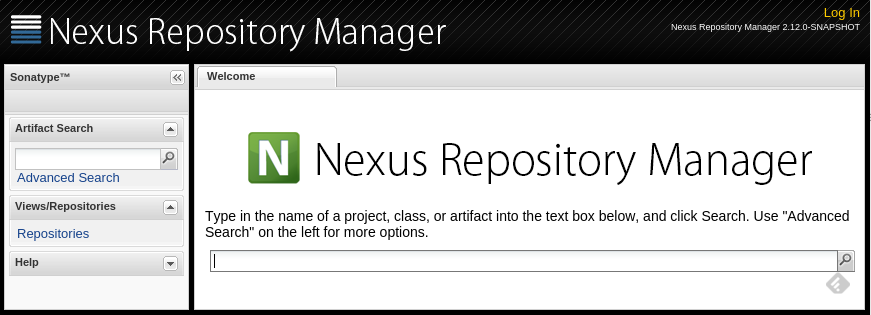 Nexus Repository Manager
Log In
Nexus Repository Manager 2.12.0-SNAPSHOT
Sonatype™
Artifact Search
Advanced Search
Views/Repositories
Repositories
Help
Welcome
N Nexus Repository Manager
Type in the name of a project, class, or artifact into the text box below, and click Search. Use "Advanced
Search" on the left for more options.